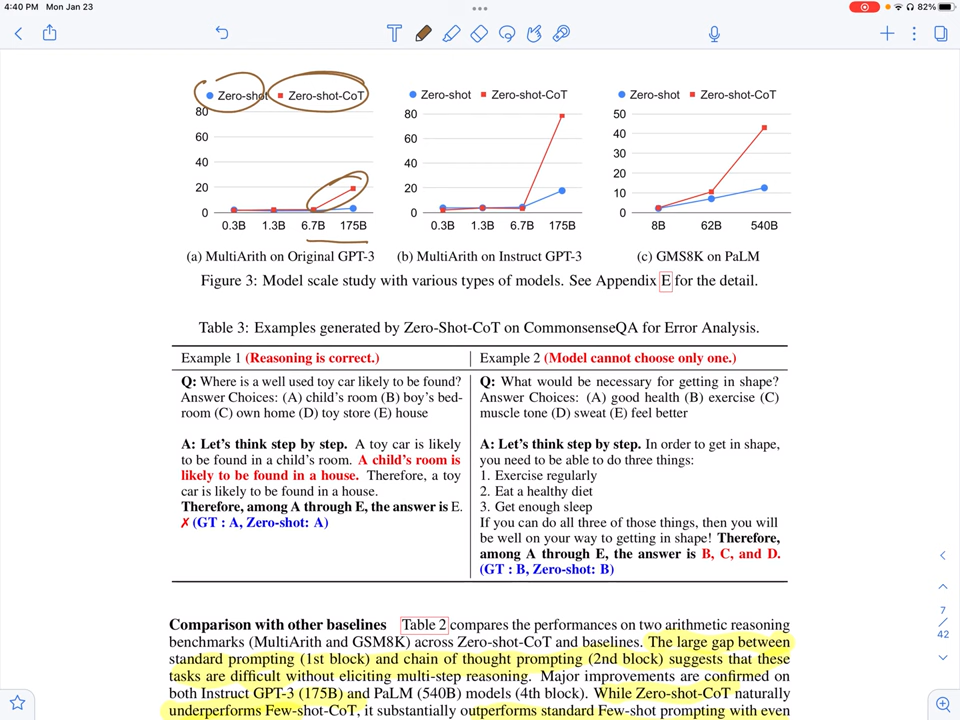 4:40 PM Mon Jan 23
82%
Zero-shot Zero-shot-CoT
80
60
40
20
0
0.3B 1.3B 6.7B 175B
(a) MultiArith on Original GPT-3
Zero-shot Zero-shot-CoT
80
60
40
20
0
0.3B 1.3B 6.7B 175B
(b) MultiArith on Instruct GPT-3
Zero-shot Zero-shot-CoT
50
40
30
20
10
0
8B 62B 540B
(c) GMS8K on PaLM
Figure 3: Model scale study with various types of models. See Appendix E for the detail.
Table 3: Examples generated by Zero-Shot-CoT on CommonsenseQA for Error Analysis.
Example 1 (Reasoning is correct.)
Q: Where is a well used toy car likely to be found?
Answer Choices: (A) child's room (B) boy's bed-
room (C) own home (D) toy store (E) house
A: Let's think step by step. A toy car is likely
to be found in a child's room. A child's room is
likely to be found in a house. Therefore, a toy
car is likely to be found in a house.
Therefore, among A through E, the answer is E.
✗ (GT : A, Zero-shot: A)
Example 2 (Model cannot choose only one.)
Q: What would be necessary for getting in shape?
Answer Choices: (A) good health (B) exercise (C)
muscle tone (D) sweat (E) feel better
A: Let's think step by step. In order to get in shape,
you need to be able to do three things:
1. Exercise regularly
2. Eat a healthy diet
3. Get enough sleep
If you can do all three of those things, then you will
be well on your way to getting in shape! Therefore,
among A through E, the answer is B, C, and D.
(GT : B, Zero-shot: B)
Comparison with other baselines Table 2 compares the performances on two arithmetic reasoning
benchmarks (MultiArith and GSM8K) across Zero-shot-CoT and baselines. The large gap between
standard prompting (1st block) and chain of thought prompting (2nd block) suggests that these
tasks are difficult without eliciting multi-step reasoning. Major improvements are confirmed on
both Instruct GPT-3 (175B) and PaLM (540B) models (4th block). While Zero-shot-CoT naturally
underperforms Few-shot-CoT, it substantially outperforms standard Few-shot prompting with even
7
/
42